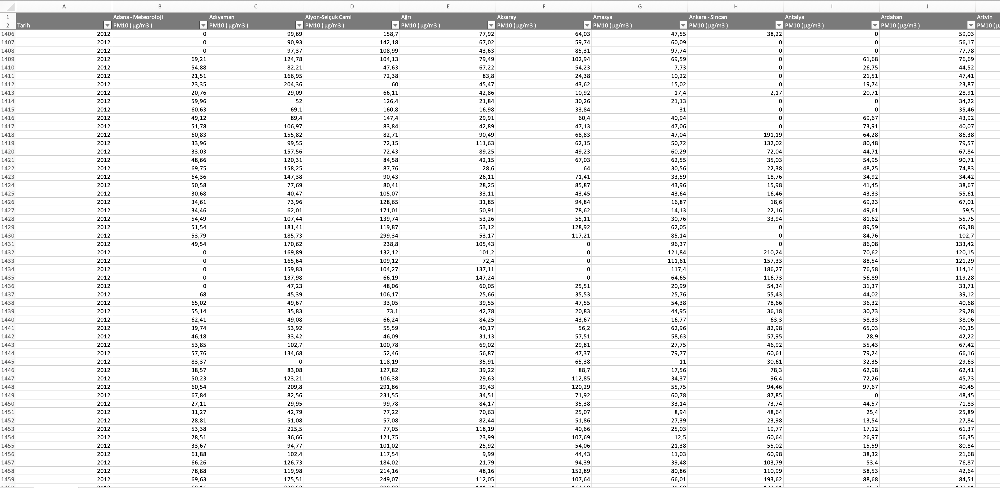 A B C D E F G H I J
1 Adana - Meteoroloji Adıyaman Afyon-Selçuk Cami Ağrı Aksaray Amasya Ankara - Sincan Antalya Ardahan Artvin
2 Tarih PM10 ( µg/m3 ) PM10 ( µg/m3 ) PM10 ( µg/m3 ) PM10 ( µg/m3 ) PM10 ( µg/m3 ) PM10 ( µg/m3 ) PM10 ( µg/m3 ) PM10 ( µg/m3 ) PM10 ( µg/m3 ) PM10 ( µ
1406 2012 0 99,69 158,7 77,92 64,03 47,55 38,22 0 59,03
1407 2012 0 90,93 142,18 67,02 59,74 60,09 0 0 56,17
1408 2012 0 97,37 108,99 43,63 85,31 97,74 0 0 77,78
1409 2012 69,21 124,78 104,13 79,49 102,94 69,59 0 61,68 76,69
1410 2012 54,88 82,21 47,63 67,22 54,23 7,73 0 26,75 44,52
1411 2012 21,51 166,95 72,38 83,8 24,38 10,22 0 21,51 47,41
1412 2012 23,35 204,36 60 45,47 43,62 15,02 0 19,74 23,87
1413 2012 20,76 29,09 66,11 42,86 10,92 17,4 2,17 20,71 28,91
1414 2012 59,96 52 126,4 21,84 30,26 21,13 0 0 34,22
1415 2012 60,63 69,1 160,8 16,98 33,84 31 0 0 35,46
1416 2012 49,12 89,4 147,4 29,91 60,4 40,94 0 69,67 43,92
1417 2012 51,78 106,97 83,84 42,89 47,13 47,06 0 73,91 40,07
1418 2012 60,83 155,82 82,71 90,49 68,83 47,04 191,19 64,28 86,38
1419 2012 33,96 99,55 72,15 111,63 62,15 50,72 132,02 80,48 79,57
1420 2012 33,03 157,56 72,43 89,25 49,23 60,29 72,04 44,71 67,84
1421 2012 48,66 120,31 84,58 42,15 67,03 62,55 35,03 54,95 90,71
1422 2012 69,75 158,25 87,76 28,6 64 30,56 22,38 48,25 74,83
1423 2012 64,36 147,38 90,43 26,11 71,41 33,59 18,76 34,92 34,42
1424 2012 50,58 77,69 80,41 28,25 85,87 43,96 15,98 41,45 38,67
1425 2012 30,68 40,47 105,07 33,11 43,45 43,64 16,46 43,33 55,61
1426 2012 34,61 73,96 128,65 31,85 94,84 16,87 18,6 69,23 67,01
1427 2012 34,46 62,01 171,01 50,91 78,62 14,13 22,16 49,61 59,5
1428 2012 54,49 107,44 139,74 53,26 55,11 30,76 33,94 81,62 55,75
1429 2012 51,54 181,41 119,87 53,12 128,92 62,05 0 89,59 69,38
1430 2012 53,79 185,73 299,34 53,17 117,21 85,14 0 84,76 102,7
1431 2012 49,54 170,62 238,8 105,43 0 96,37 0 86,08 133,42
1432 2012 0 169,89 132,12 101,2 0 121,84 210,24 70,62 120,15
1433 2012 0 165,64 109,12 72,4 0 111,61 157,33 88,54 121,29
1434 2012 0 159,83 104,27 137,11 0 117,4 186,27 76,58 114,14
1435 2012 0 137,98 66,19 147,24 0 64,65 116,73 56,89 119,28
1436 2012 0 47,23 48,06 60,05 25,51 20,99 54,34 31,37 33,71
1437 2012 68 45,39 106,17 25,66 35,53 25,76 55,43 44,02 39,12
1438 2012 65,02 49,67 33,05 39,55 47,55 54,38 78,66 36,32 40,68
1439 2012 55,14 35,83 73,1 42,78 20,83 44,95 36,18 30,73 29,28
1440 2012 62,41 49,08 66,24 84,25 43,67 16,77 63,3 58,33 38,06
1441 2012 39,74 53,92 55,59 40,17 56,2 62,96 82,98 65,03 40,35
1442 2012 46,18 33,42 46,09 31,13 57,51 58,63 57,95 28,9 42,22
1443 2012 53,85 102,7 100,78 69,02 29,81 27,75 46,92 55,43 67,42
1444 2012 57,76 134,68 52,46 56,87 47,37 79,77 60,61 79,24 66,16
1445 2012 83,37 0 118,19 35,91 65,38 11 30,61 32,35 29,63
1446 2012 38,57 83,08 127,82 39,22 88,7 17,56 78,3 62,98 62,41
1447 2012 50,23 123,21 106,38 29,63 112,85 34,37 96,4 72,26 45,73
1448 2012 60,54 209,8 291,86 39,43 120,29 55,75 94,46 97,67 40,45
1449 2012 67,84 82,56 231,55 34,51 71,92 60,78 87,85 0 48,45
1450 2012 27,11 29,95 99,78 84,17 35,38 33,14 73,74 44,57 71,83
1451 2012 31,27 42,79 77,22 70,63 25,07 8,94 48,64 25,4 25,89
1452 2012 28,81 51,08 57,08 82,44 51,86 27,39 23,98 13,54 27,84
1453 2012 53,38 225,5 77,05 118,19 40,66 25,03 19,77 17,12 61,37
1454 2012 28,51 36,66 121,75 23,99 107,69 12,5 60,64 26,97 56,35
1455 2012 33,67 94,77 101,02 25,92 54,06 21,38 55,02 15,59 80,84
1456 2012 61,88 102,4 117,54 9,99 44,43 11,03 60,98 38,32 21,68
1457 2012 66,26 126,73 184,02 21,79 94,39 39,48 103,79 53,4 76,87
1458 2012 78,88 119,98 214,16 48,16 152,89 80,86 110,99 58,53 42,64
1459 2012 69,63 175,51 249,07 112,05 107,64 66,01 193,62 88,68 84,51